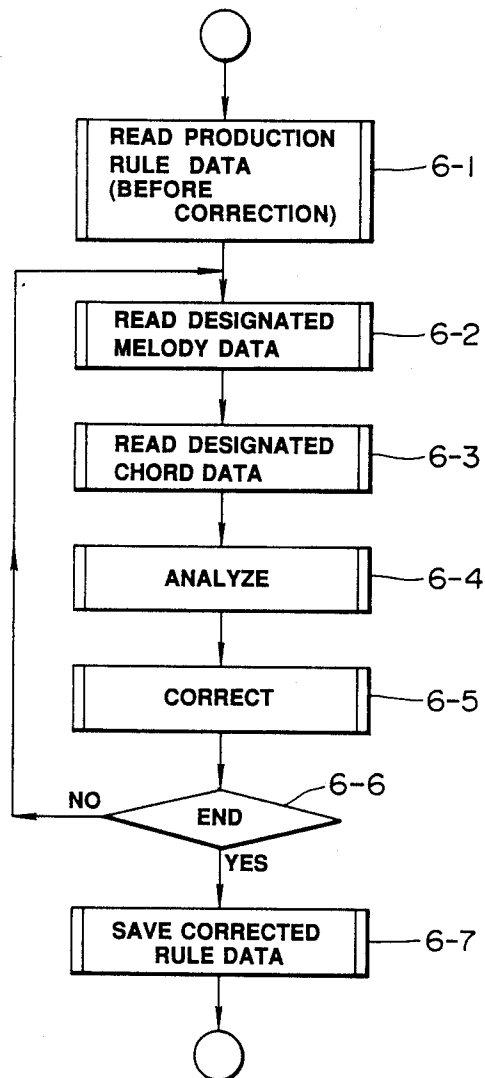 READ PRODUCTION
RULE DATA
(BEFORE
CORRECTION)
6-1
READ DESIGNATED
MELODY DATA
6-2
READ DESIGNATED
CHORD DATA
6-3
ANALYZE
6-4
CORRECT
6-5
6-6
NO
END
YES
SAVE CORRECTED
RULE DATA
6-7